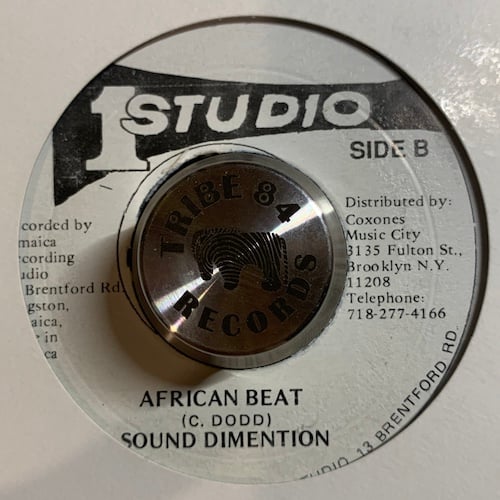 1 STUDIO
SIDE B
TRIBE 84
RECORDS
corded by
maica
cording
udio
Brentford Rd.
gston,
aica,
in
ca
Distributed by:
Coxones
Music City
3135 Fulton St.,
Brooklyn N.Y.
11208
Telephone:
718-277-4166
AFRICAN BEAT
(C. DODD)
SOUND DIMENTION
UDIO 13 BRENTFORD RD.